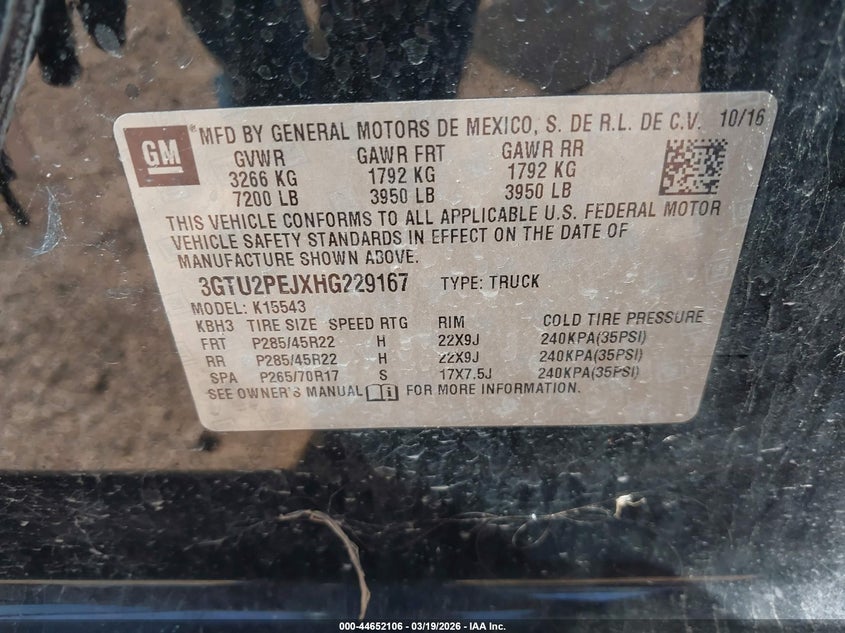 GM ® MFD BY GENERAL MOTORS DE MEXICO, S. DE R.L. DE C.V. 10/16
GVWR GAWR FRT GAWR RR
3266 KG 1792 KG 1792 KG
7200 LB 3950 LB 3950 LB
THIS VEHICLE CONFORMS TO ALL APPLICABLE U.S. FEDERAL MOTOR
VEHICLE SAFETY STANDARDS IN EFFECT ON THE DATE OF
MANUFACTURE SHOWN ABOVE.
3GTU2PEJXHG229167 TYPE: TRUCK
MODEL: K15543
KBH3 TIRE SIZE SPEED RTG RIM COLD TIRE PRESSURE
FRT P285/45R22 H 22X9J 240KPA(35PSI)
RR P285/45R22 H 22X9J 240KPA(35PSI)
SPA P265/70R17 S 17X7.5J 240KPA(35PSI)
SEE OWNER'S MANUAL i FOR MORE INFORMATION.
000-44652106 - 03/19/2026 - IAA Inc.